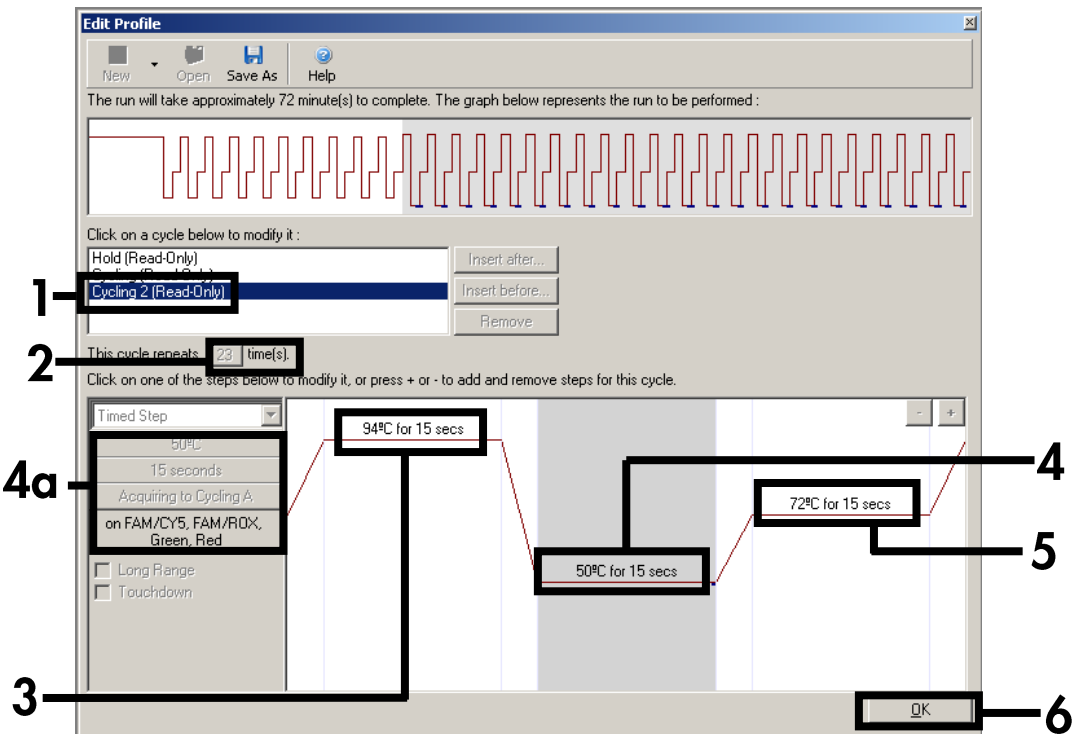 Edit Profile
New Open Save As Help
The run will take approximately 72 minute(s) to complete. The graph below represents the run to be performed :
Click on a cycle below to modify it :
Hold (Read-Only)
Insert after...
Cycling (Read-Only)
1
Cycling 2 (Read-Only)
Insert before...
Remove
2
This cycle repeats 23 time(s).
Click on one of the steps below to modify it, or press + or - to add and remove steps for this cycle.
Timed Step
- +
94ºC for 15 secs
50ºC
4a
15 seconds
4
Acquiring to Cycling A
72ºC for 15 secs
on FAM/CY5, FAM/ROX,
Green, Red
5
Long Range
50ºC for 15 secs
Touchdown
3
OK
6